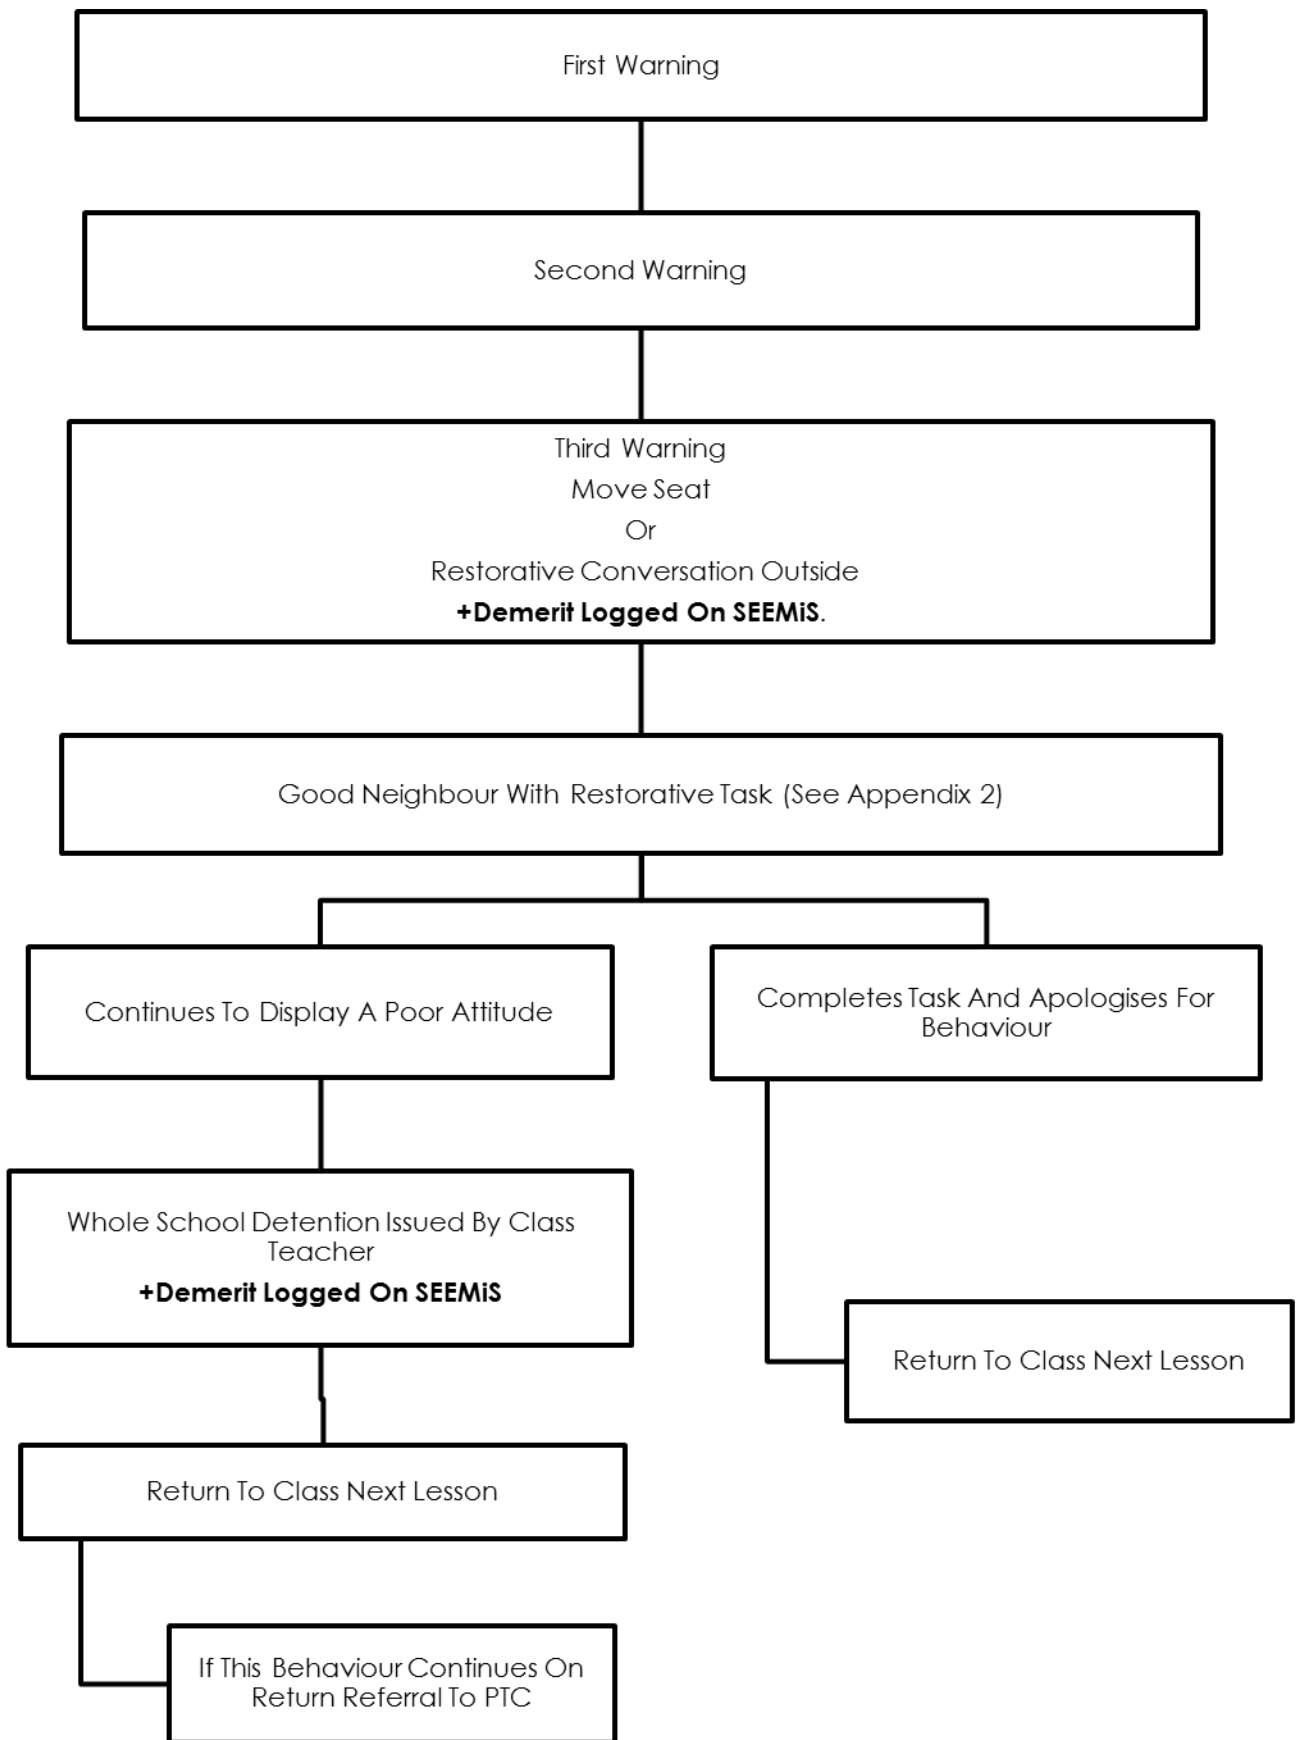 First Warning
Second Warning
Third Warning
Move Seat
Or
Restorative Conversation Outside
+Demerit Logged On SEEMiS.
Good Neighbour With Restorative Task (See Appendix 2)
Continues To Display A Poor Attitude
Completes Task And Apologises For
Behaviour
Whole School Detention Issued By Class
Teacher
+Demerit Logged On SEEMiS
Return To Class Next Lesson
Return To Class Next Lesson
If This Behaviour Continues On
Return Referral To PTC